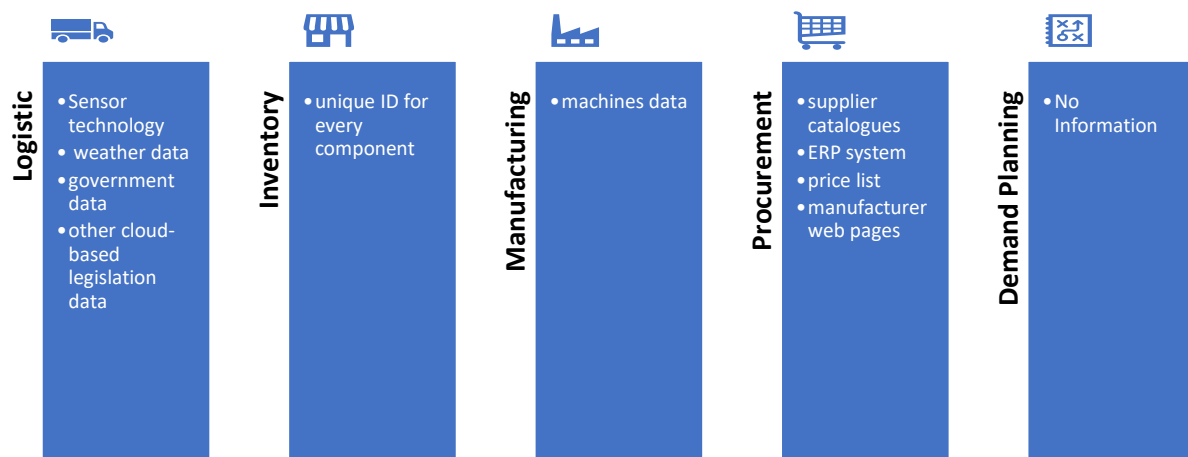 Logistic
•Sensor
technology
• weather data
•government
data
•other cloud-
based
legislation
data
Inventory
•unique ID for
every
component
Manufacturing
•machines data
Procurement
•supplier
catalogues
•ERP system
•price list
•manufacturer
web pages
Demand Planning
•No
Information